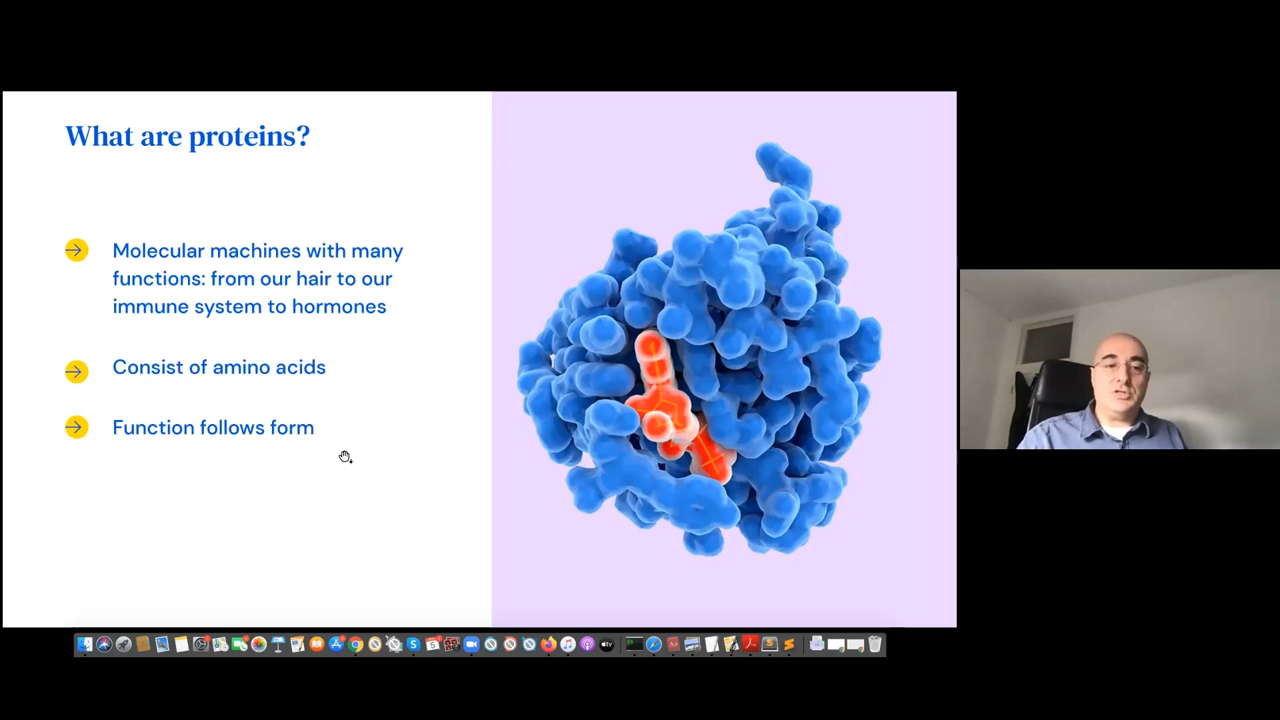 What are proteins?
Molecular machines with many
functions: from our hair to our
immune system to hormones
Consist of amino acids
Function follows form